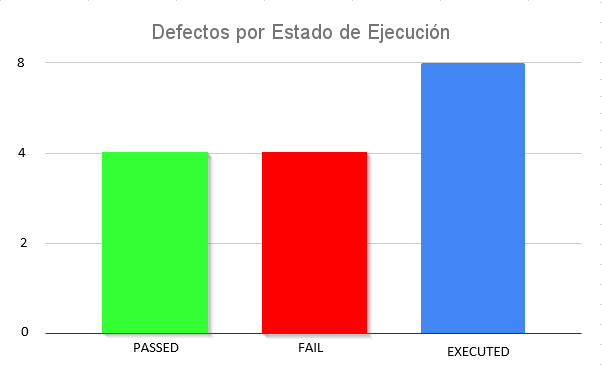 Defectos por Estado de Ejecución
8
4
2
0
PASSED
FAIL
EXECUTED